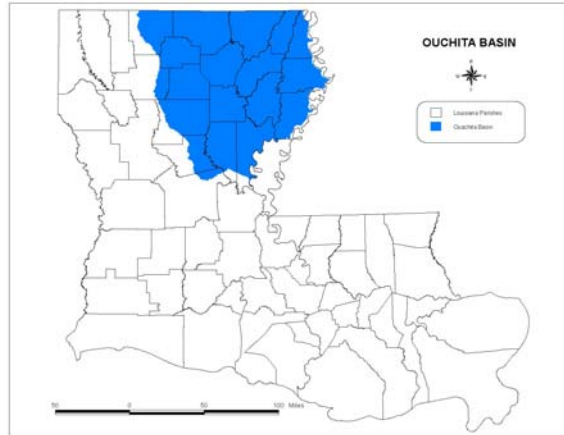 OUCHITA BASIN
N
W
E
S
Louisiana Parishes
Ouachita Basin
50
0
50
100 Miles